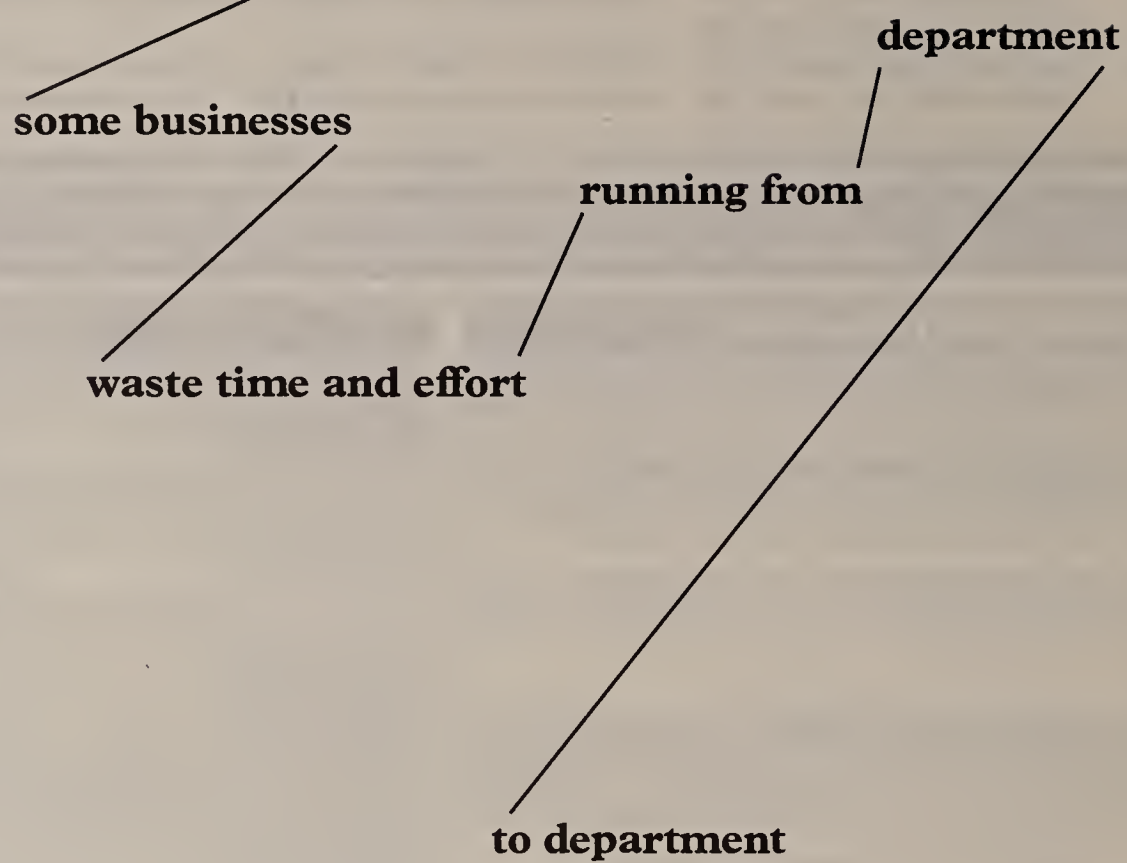 some businesses
waste time and effort
running from
department
to department